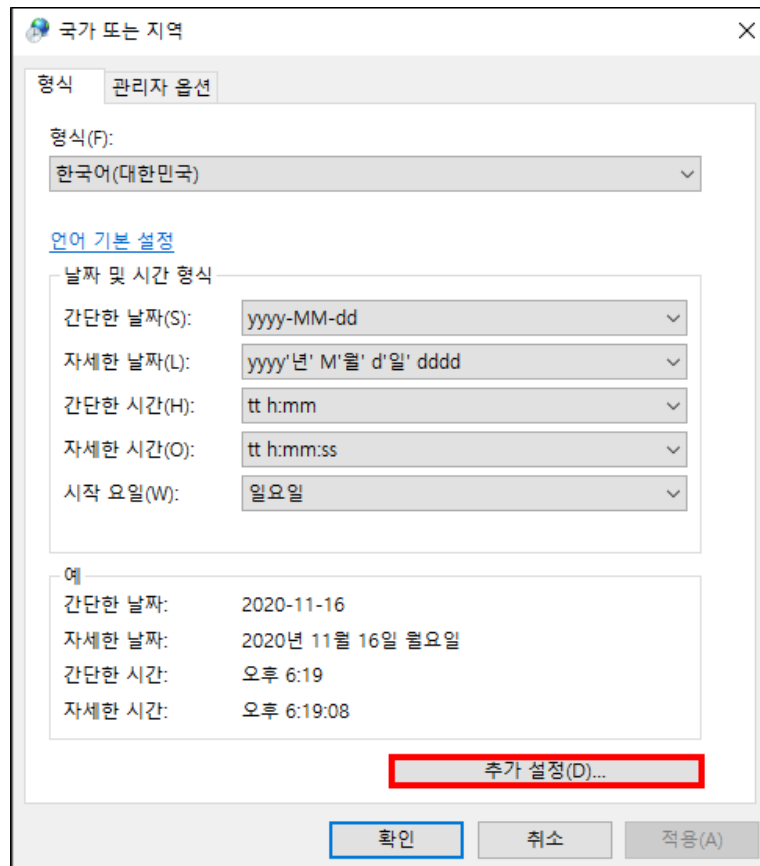 국가 또는 지역
형식 관리자 옵션
형식(F):
한국어(대한민국)
언어 기본 설정
날짜 및 시간 형식
간단한 날짜(S): yyyy-MM-dd
자세한 날짜(L): yyyy'년' M'월' d'일' dddd
간단한 시간(H): tt h:mm
자세한 시간(O): tt h:mm:ss
시작 요일(W): 일요일
예
간단한 날짜: 2020-11-16
자세한 날짜: 2020년 11월 16일 월요일
간단한 시간: 오후 6:19
자세한 시간: 오후 6:19:08
추가 설정(D)...
확인 취소 적용(A)